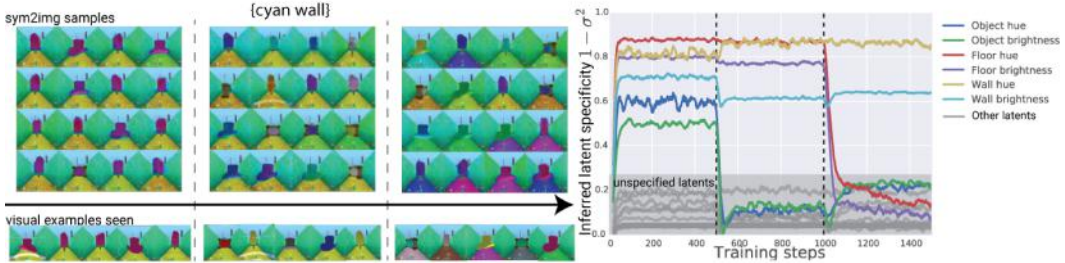 sym2img samples
{cyan wall}
visual examples seen
Inferred latent specificity 1 − σ²
1.0
0.8
0.6
0.4
0.2
0.0
unspecified latents
0 200 400 600 800 1000 1200 1400
Training steps
Object hue
Object brightness
Floor hue
Floor brightness
Wall hue
Wall brightness
Other latents